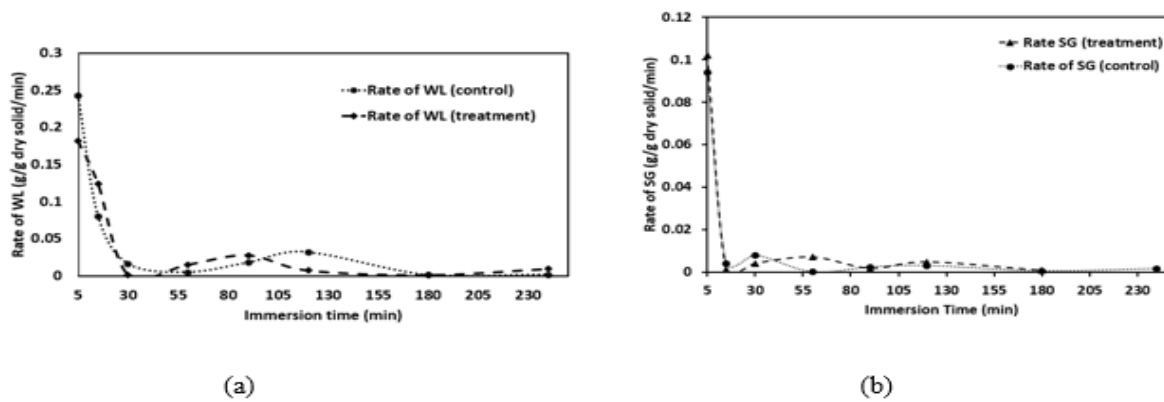 0.3
0.25
0.2
0.15
0.1
0.05
0
Rate of WL (g/g dry solid/min)
Rate of WL (control)
Rate of WL (treatment)
5 30 55 80 105 130 155 180 205 230
Immersion time (min)
(a)
0.12
0.1
0.08
0.06
0.04
0.02
0
Rate of SG (g/g dry solid/min)
Rate SG (treatment)
Rate of SG (control)
5 30 55 80 105 130 155 180 205 230
Immersion Time (min)
(b)